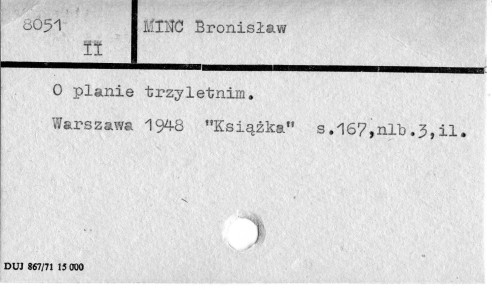 8051
II
MINC Bronisław
O planie trzyletnim.
Warszawa 1948 "Książka" s.167,nlb.3,il.
DUJ 867/71 15 000